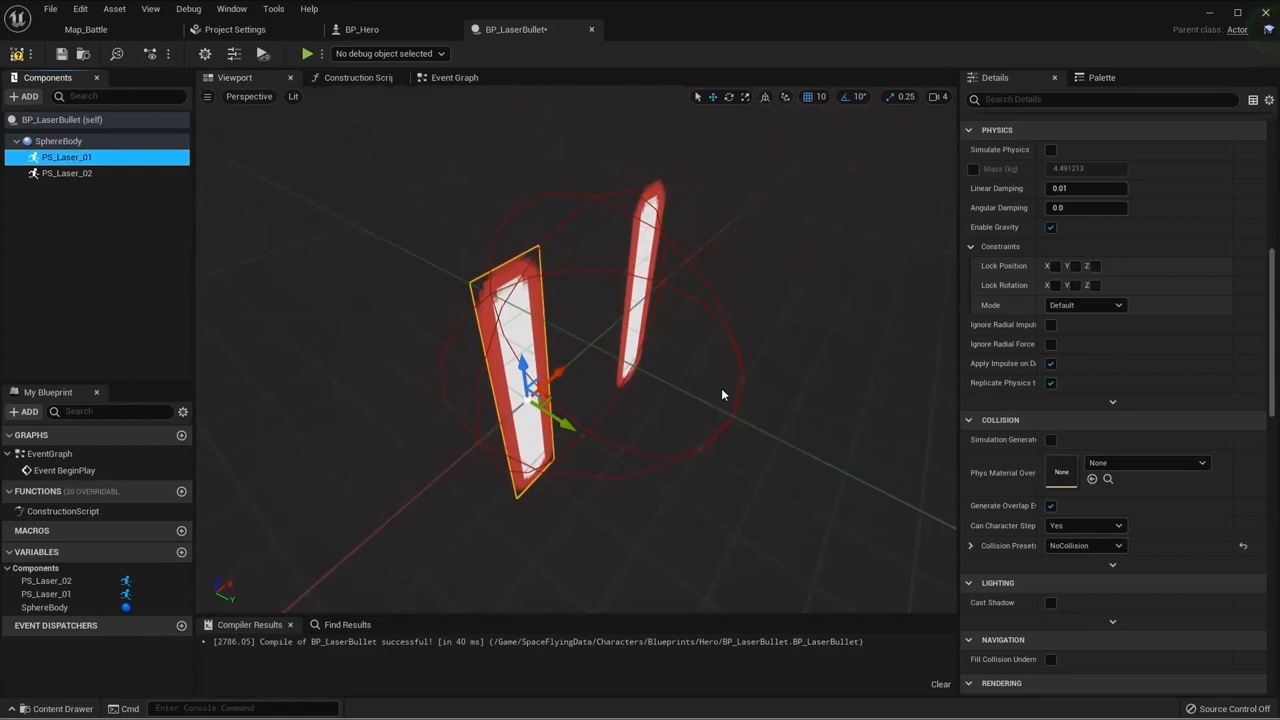 File Edit Asset View Debug Window Tools Help
Map_Battle Project Settings BP_Hero BP_LaserBullet• Parent class: Actor
No debug object selected
Components Viewport Construction Scrip Event Graph Details Palette
ADD Search Perspective Lit 10 10° 0.25 4 Search Details
BP_LaserBullet (self)
SphereBody
PS_Laser_01
PS_Laser_02
My Blueprint
ADD Search
GRAPHS
EventGraph
Event BeginPlay
FUNCTIONS (20 OVERRIDABL
ConstructionScript
MACROS
VARIABLES
Components
PS_Laser_02
PS_Laser_01
SphereBody
EVENT DISPATCHERS
X
Y
Compiler Results Find Results
[2786.05] Compile of BP_LaserBullet successful! [in 40 ms] (/Game/SpaceFlyingData/Characters/Blueprints/Hero/BP_LaserBullet.BP_LaserBullet)
Clear
PHYSICS
Simulate Physics
Mass (kg) 4.491213
Linear Damping 0.01
Angular Damping 0.0
Enable Gravity
Constraints
Lock Position X Y Z
Lock Rotation X Y Z
Mode Default
Ignore Radial Impul
Ignore Radial Force
Apply Impulse on D
Replicate Physics t
COLLISION
Simulation Generat
Phys Material Over None None
Generate Overlap E
Can Character Step Yes
Collision Preset NoCollision
LIGHTING
Cast Shadow
NAVIGATION
Fill Collision Undern
RENDERING
Content Drawer Cmd Enter Console Command Source Control Off